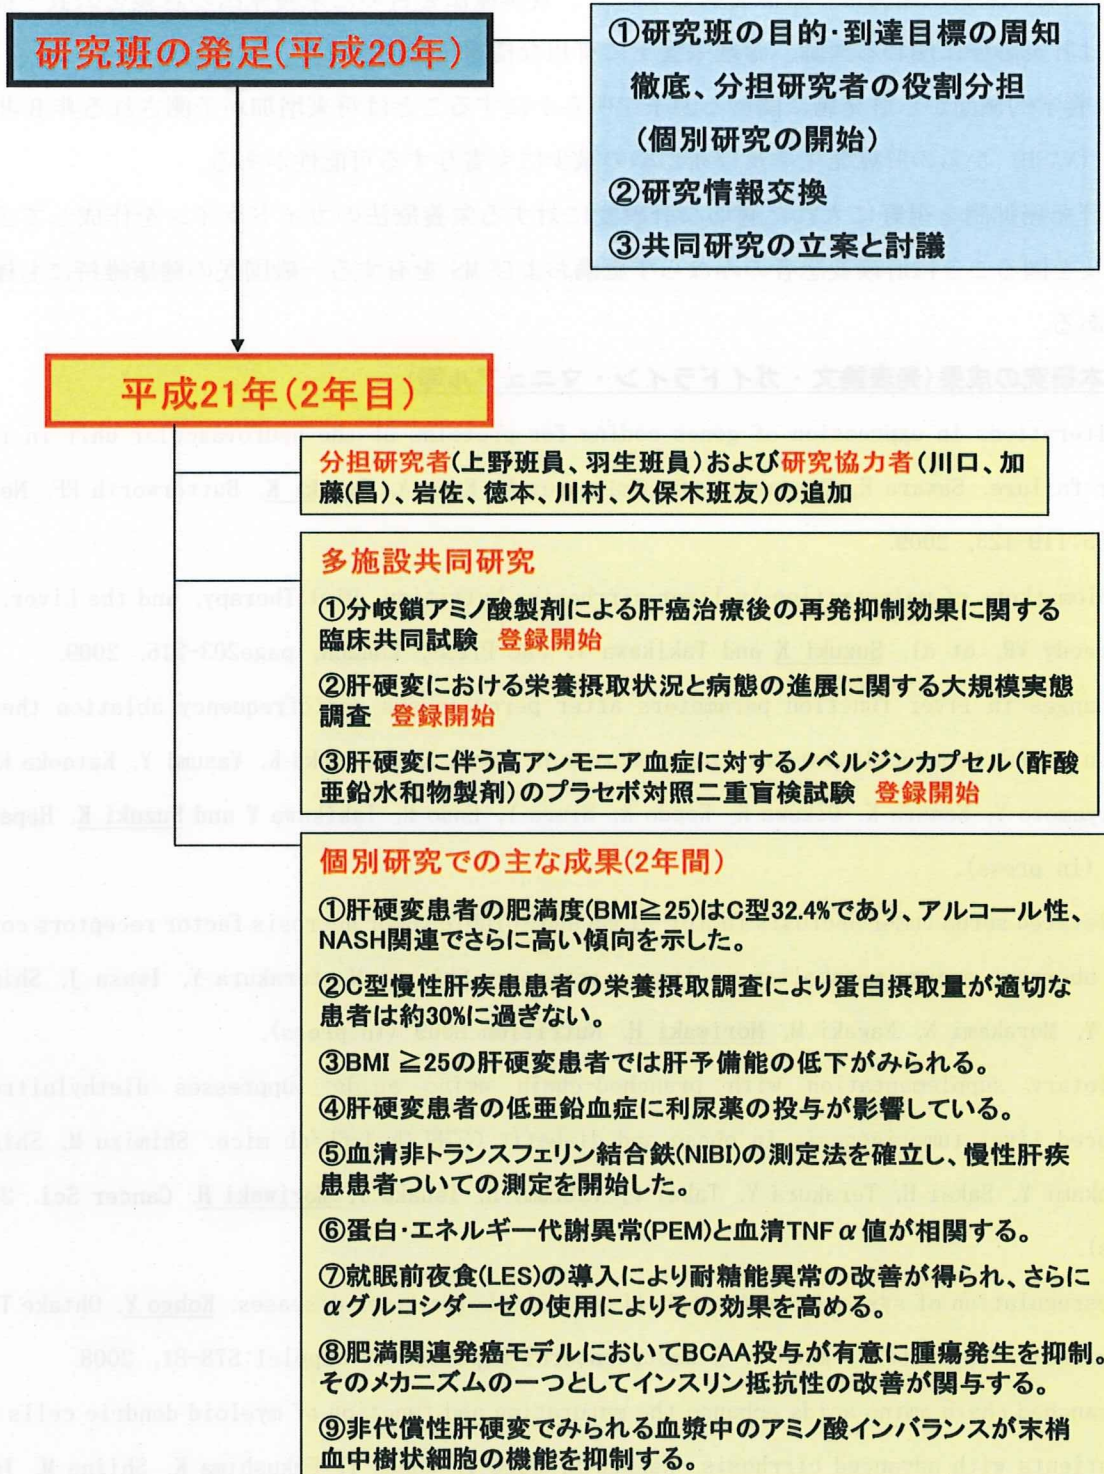 研究班の発足(平成20年)
①研究班の目的・到達目標の周知
徹底、分担研究者の役割分担
(個別研究の開始)
②研究情報交換
③共同研究の立案と討議
平成21年(2年目)
分担研究者(上野班員、羽生班員)および研究協力者(川口、加
藤(昌)、岩佐、徳本、川村、久保木班友)の追加
多施設共同研究
①分岐鎖アミノ酸製剤による肝癌治療後の再発抑制効果に関する
臨床共同試験 登録開始
②肝硬変における栄養摂取状況と病態の進展に関する大規模実態
調査 登録開始
③肝硬変に伴う高アンモニア血症に対するノベルジンカプセル(酢酸
亜鉛水和物製剤)のプラセボ対照二重盲検試験 登録開始
個別研究での主な成果(2年間)
①肝硬変患者の肥満度(BMI≧25)はC型32.4%であり、アルコール性、
NASH関連でさらに高い傾向を示した。
②C型慢性肝疾患患者の栄養摂取調査により蛋白摂取量が適切な
患者は約30%に過ぎない。
③BMI ≧25の肝硬変患者では肝予備能の低下がみられる。
④肝硬変患者の低亜鉛血症に利尿薬の投与が影響している。
⑤血清非トランスフェリン結合鉄(NIBI)の測定法を確立し、慢性肝疾
患患者ついての測定を開始した。
⑥蛋白・エネルギー代謝異常(PEM)と血清TNFα値が相関する。
⑦就眠前夜食(LES)の導入により耐糖能異常の改善が得られ、さらに
αグルコシダーゼの使用によりその効果を高める。
⑧肥満関連発癌モデルにおいてBCAA投与が有意に腫瘍発生を抑制。
そのメカニズムの一つとしてインスリン抵抗性の改善が関与する。
⑨非代償性肝硬変でみられる血漿中のアミノ酸インバランスが末梢
血中樹状細胞の機能を抑制する。